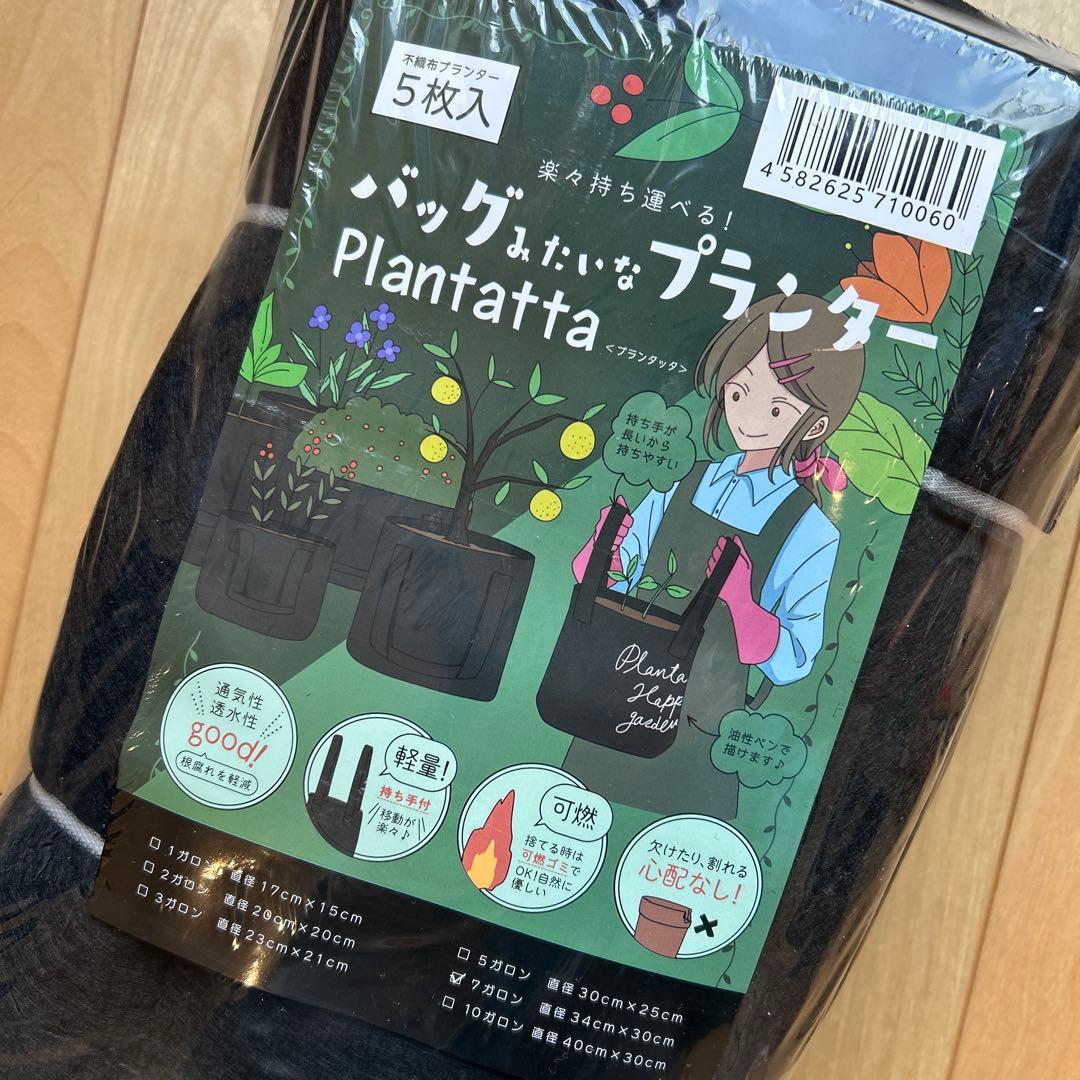 不織布プランター
5枚入
4582625 710060
楽々持ち運べる!
バッグみたいなプランター
Plantatta
<プランタッタ>
持ち手が
長いから
持ちやすい
Planta
Happ
garden
油性ペンで
描けます♪
通気性
透水性
good!
根腐れを軽減
軽量!
持ち手付
移動が
楽々♪
可燃
捨てる時は
可燃ゴミで
OK!自然に
優しい
欠けたり、割れる
心配なし!
□ 1ガロン 直径17cm×15cm
□ 2ガロン 直径20cm×20cm
□ 3ガロン 直径23cm×21cm
□ 5ガロン 直径30cm×25cm
☑ 7ガロン 直径34cm×30cm
□ 10ガロン 直径40cm×30cm